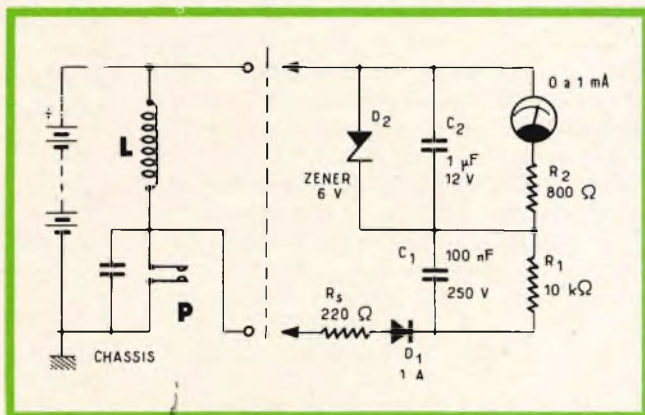 0 a 1 mA
D2
C2
L
1 µF
12 V
ZENER
6 V
R2
800 Ω
C1
100 nF
250 V
R1
10 kΩ
P
Rs
220 Ω
D1
1 A
CHASSIS
+